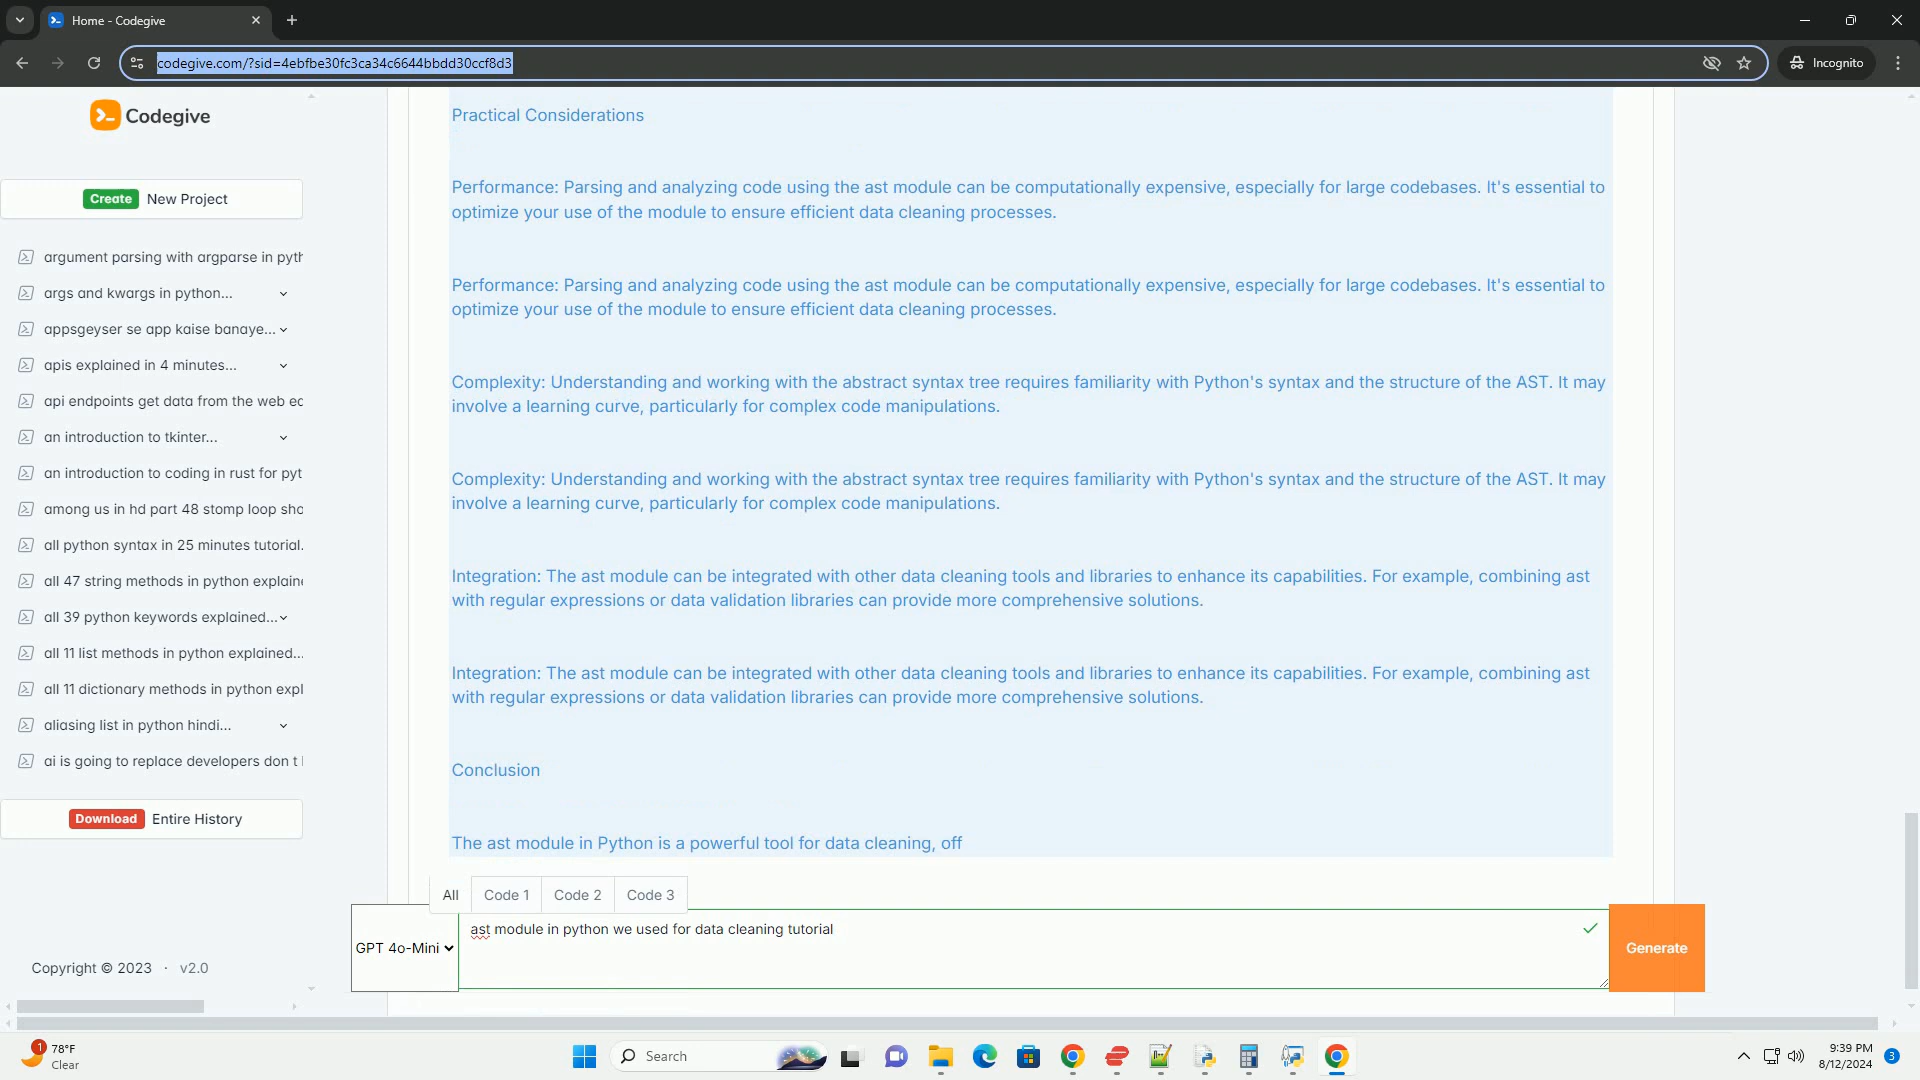 Home - Codegive
codegive.com/?sid=4ebfbe30fc3ca34c6644bbdd30ccf8d3
Incognito
Codegive
Create New Project
argument parsing with argparse in pyth
args and kwargs in python...
appsgeyser se app kaise banaye...
apis explained in 4 minutes...
api endpoints get data from the web ec
an introduction to tkinter...
an introduction to coding in rust for pyt
among us in hd part 48 stomp loop sho
all python syntax in 25 minutes tutorial.
all 47 string methods in python explaine
all 39 python keywords explained...
all 11 list methods in python explained...
all 11 dictionary methods in python expl
aliasing list in python hindi...
ai is going to replace developers don t
Download Entire History
Copyright © 2023 · v2.0
Practical Considerations
Performance: Parsing and analyzing code using the ast module can be computationally expensive, especially for large codebases. It's essential to
optimize your use of the module to ensure efficient data cleaning processes.
Performance: Parsing and analyzing code using the ast module can be computationally expensive, especially for large codebases. It's essential to
optimize your use of the module to ensure efficient data cleaning processes.
Complexity: Understanding and working with the abstract syntax tree requires familiarity with Python's syntax and the structure of the AST. It may
involve a learning curve, particularly for complex code manipulations.
Complexity: Understanding and working with the abstract syntax tree requires familiarity with Python's syntax and the structure of the AST. It may
involve a learning curve, particularly for complex code manipulations.
Integration: The ast module can be integrated with other data cleaning tools and libraries to enhance its capabilities. For example, combining ast
with regular expressions or data validation libraries can provide more comprehensive solutions.
Integration: The ast module can be integrated with other data cleaning tools and libraries to enhance its capabilities. For example, combining ast
with regular expressions or data validation libraries can provide more comprehensive solutions.
Conclusion
The ast module in Python is a powerful tool for data cleaning, off
All Code 1 Code 2 Code 3
GPT 4o-Mini
ast module in python we used for data cleaning tutorial
Generate
1
78°F
Clear
Search
9:39 PM
8/12/2024
3